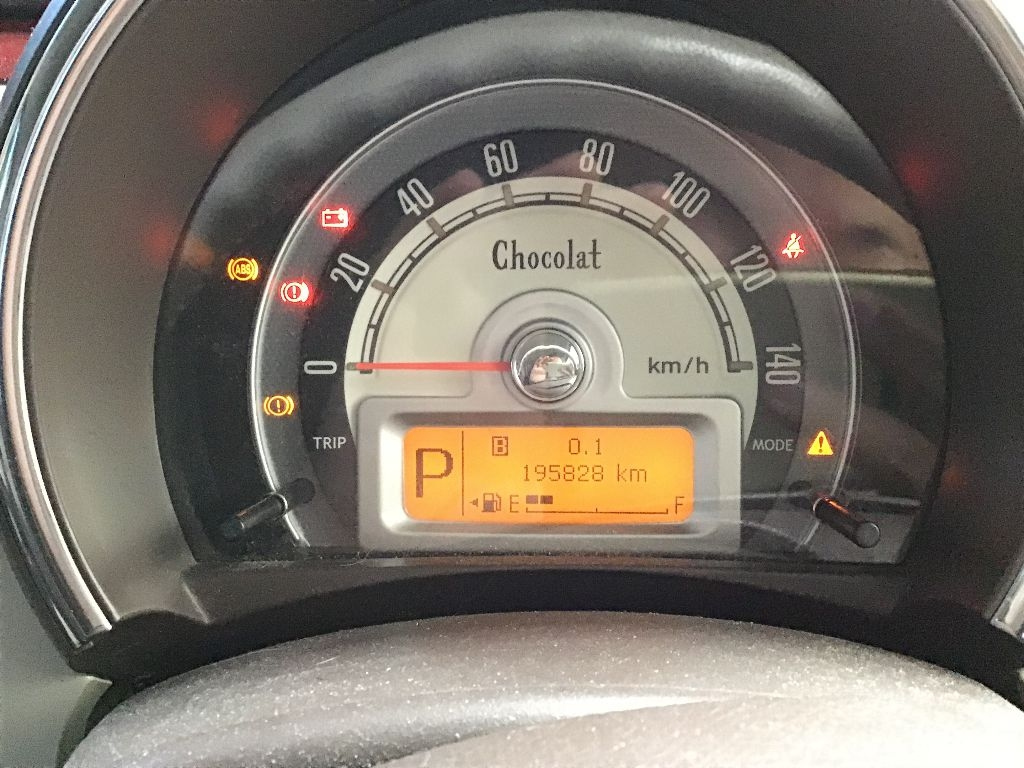 60 80
40 100
20 120
0 140
Chocolat
km/h
ABS
TRIP
MODE
P
B 0.1
195828 km
E F